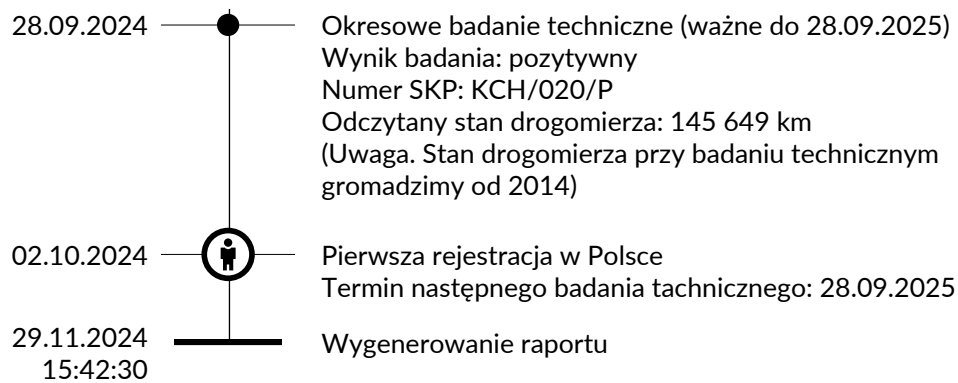 28.09.2024 Okresowe badanie techniczne (ważne do 28.09.2025)
Wynik badania: pozytywny
Numer SKP: KCH/020/P
Odczytany stan drogomierza: 145 649 km
(Uwaga. Stan drogomierza przy badaniu technicznym
gromadzimy od 2014)
02.10.2024 Pierwsza rejestracja w Polsce
Termin następnego badania tachnicznego: 28.09.2025
29.11.2024 Wygenerowanie raportu
15:42:30